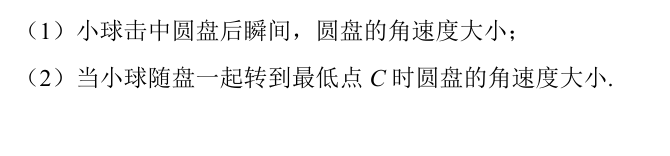 （1）小球击中圆盘后瞬间，圆盘的角速度大小；
（2）当小球随盘一起转到最低点 C 时圆盘的角速度大小.